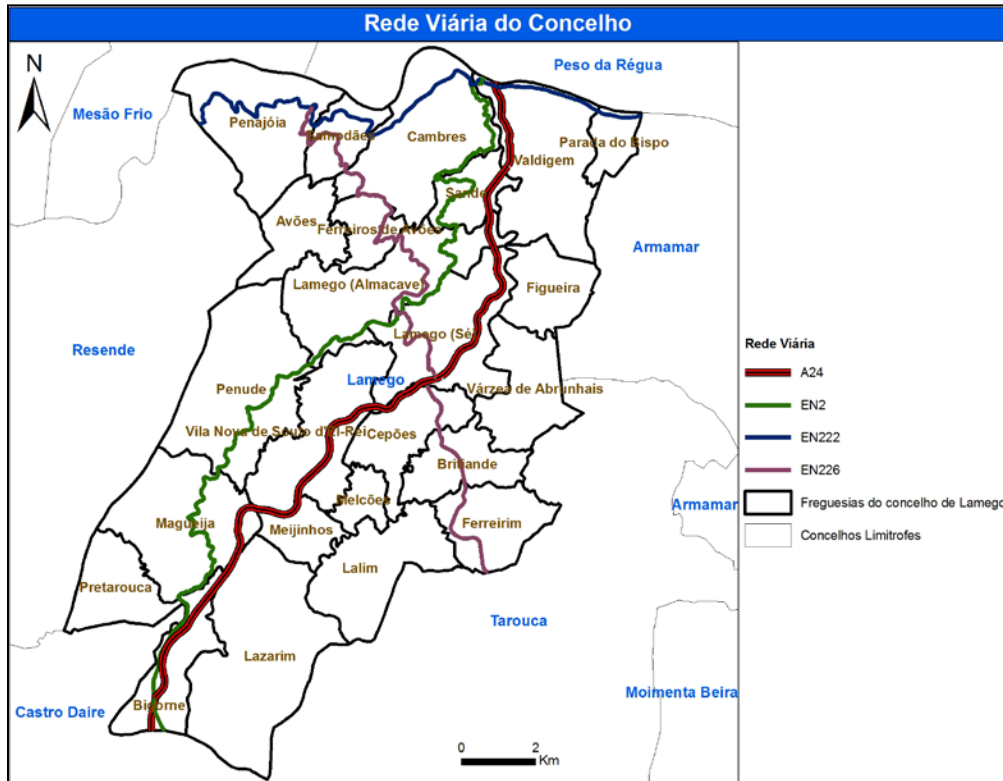 Rede Viária do Concelho
N
Peso da Régua
Mesão Frio
Penajóia
Samodães
Cambres
Parada do Bispo
Valdigem
Sande
Avões
Ferreiros de Avões
Armamar
Lamego (Almacave)
Figueira
Lamego (Sé)
Resende
Rede Viária
A24
Penude
Lamego
Várzea de Abrunhais
EN2
Vila Nova de Souto d'El-Rei
Cepões
EN222
Britiande
EN226
Melcões
Armamar
Freguesias do concelho de Lamego
Magueija
Meijinhos
Ferreirim
Concelhos Limitrofes
Lalim
Pretarouca
Tarouca
Lazarim
Moimenta Beira
Castro Daire
Bigorne
0 2
Km